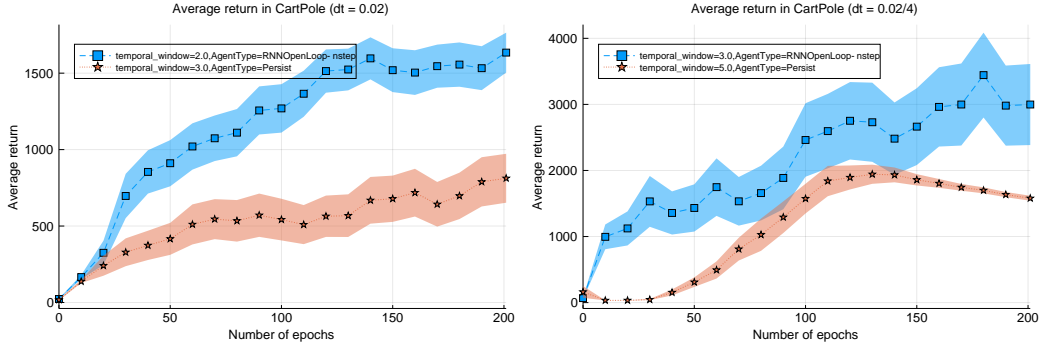 Average return in CartPole (dt = 0.02)
temporal_window=2.0,AgentType=RNNOpenLoop- nstep
temporal_window=3.0,AgentType=Persist
Average return
1500
1000
500
0
0
50
100
150
200
Number of epochs
Average return in CartPole (dt = 0.02/4)
temporal_window=3.0,AgentType=RNNOpenLoop- nstep
temporal_window=5.0,AgentType=Persist
Average return
4000
3000
2000
1000
0
0
50
100
150
200
Number of epochs